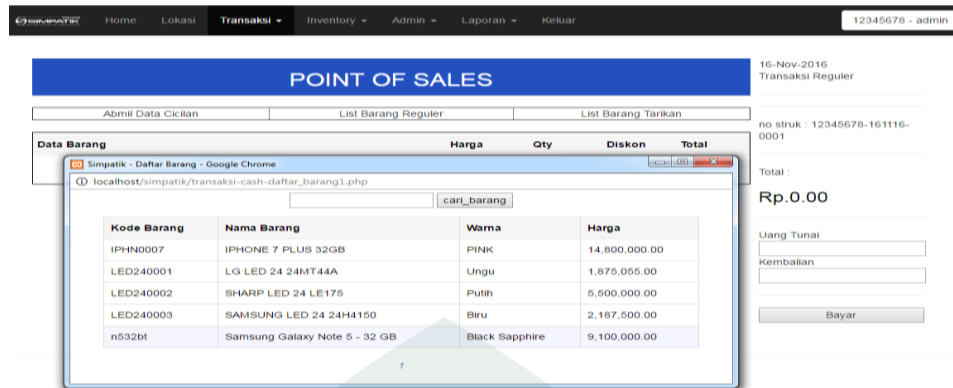 SIMPATIK Home Lokasi Transaksi Inventory Admin Laporan Keluar 12345678 - admin
POINT OF SALES
16-Nov-2016
Transaksi Reguler
Abmil Data Cicilan List Barang Reguler List Barang Tarikan
no struk : 12345678-161116-
0001
Data Barang Harga Qty Diskon Total
Total :
Rp.0.00
Uang Tunai
Kembalian
Bayar
Simpatik - Daftar Barang - Google Chrome
localhost/simpatik/transaksi-cash-daftar_barang1.php
cari_barang
Kode Barang Nama Barang Warna Harga
IPHN0007 IPHONE 7 PLUS 32GB PINK 14,800,000.00
LED240001 LG LED 24 24MT44A Ungu 1,875,055.00
LED240002 SHARP LED 24 LE175 Putih 5,500,000.00
LED240003 SAMSUNG LED 24 24H4150 Biru 2,187,500.00
n532bt Samsung Galaxy Note 5 - 32 GB Black Sapphire 9,100,000.00
1